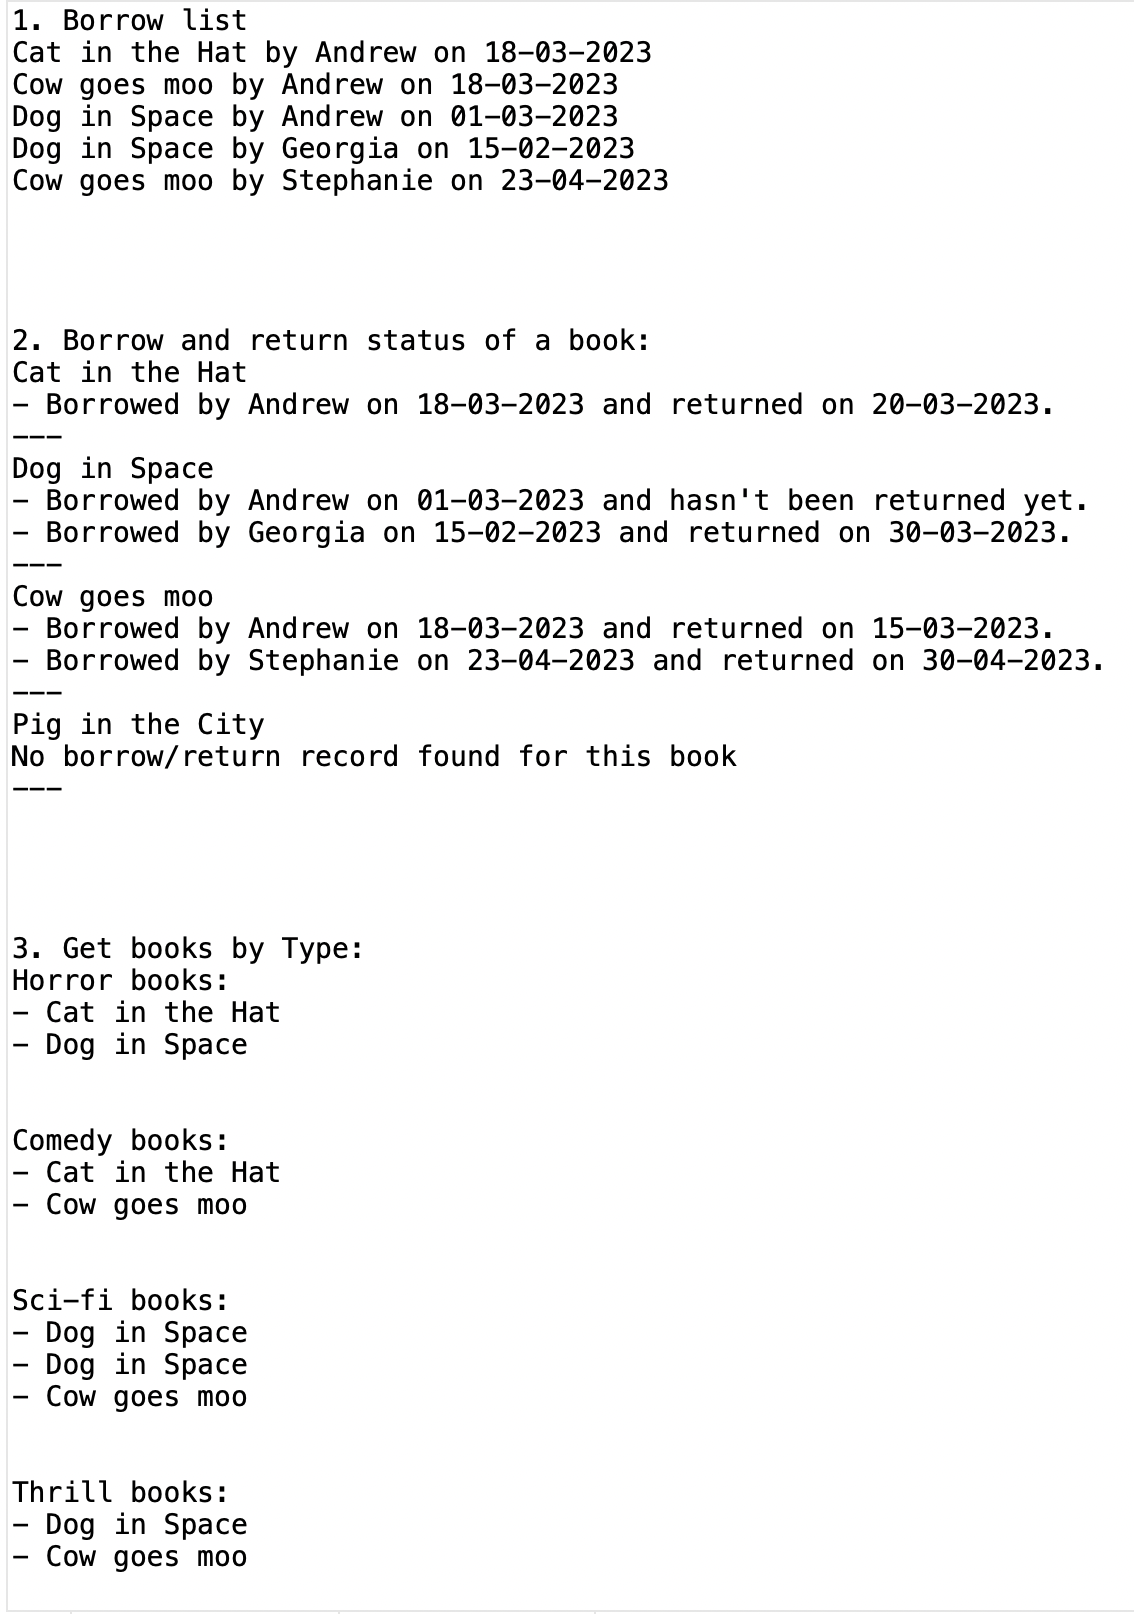 1. Borrow list
Cat in the Hat by Andrew on 18-03-2023
Cow goes moo by Andrew on 18-03-2023
Dog in Space by Andrew on 01-03-2023
Dog in Space by Georgia on 15-02-2023
Cow goes moo by Stephanie on 23-04-2023
2. Borrow and return status of a book:
Cat in the Hat
- Borrowed by Andrew on 18-03-2023 and returned on 20-03-2023.
---
Dog in Space
- Borrowed by Andrew on 01-03-2023 and hasn't been returned yet.
- Borrowed by Georgia on 15-02-2023 and returned on 30-03-2023.
---
Cow goes moo
- Borrowed by Andrew on 18-03-2023 and returned on 15-03-2023.
- Borrowed by Stephanie on 23-04-2023 and returned on 30-04-2023.
---
Pig in the City
No borrow/return record found for this book
---
3. Get books by Type:
Horror books:
- Cat in the Hat
- Dog in Space
Comedy books:
- Cat in the Hat
- Cow goes moo
Sci-fi books:
- Dog in Space
- Dog in Space
- Cow goes moo
Thrill books:
- Dog in Space
- Cow goes moo